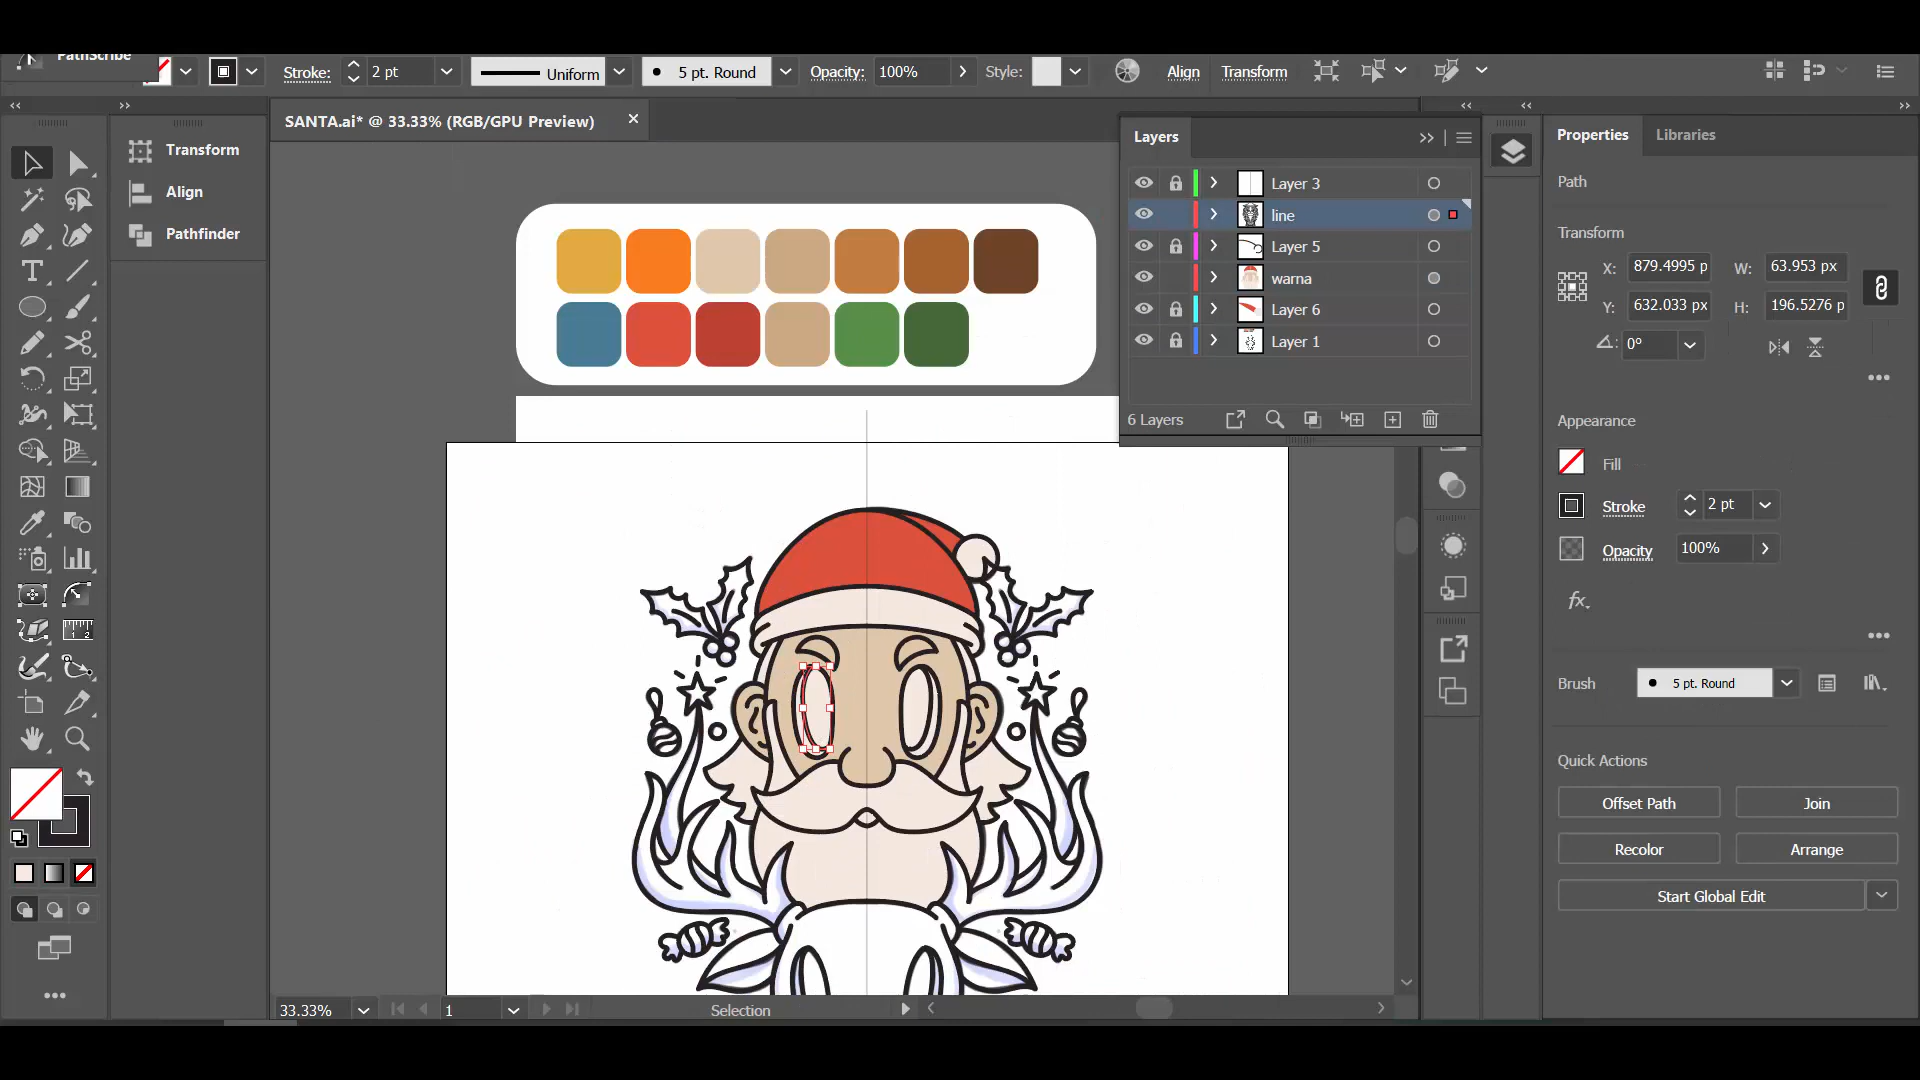 PathScribe
Stroke: 2 pt Uniform 5 pt. Round Opacity: 100% Style: Align Transform
SANTA.ai* @ 33.33% (RGB/GPU Preview)
Transform
Align
Pathfinder
Layers
Layer 3
line
Layer 5
warna
Layer 6
Layer 1
6 Layers
Properties Libraries
Path
Transform
X: 879.4995 p W: 63.953 px
Y: 632.033 px H: 196.5276 p
0°
Appearance
Fill
Stroke 2 pt
Opacity 100%
fx
Brush 5 pt. Round
Quick Actions
Offset Path Join
Recolor Arrange
Start Global Edit
33.33% 1 Selection